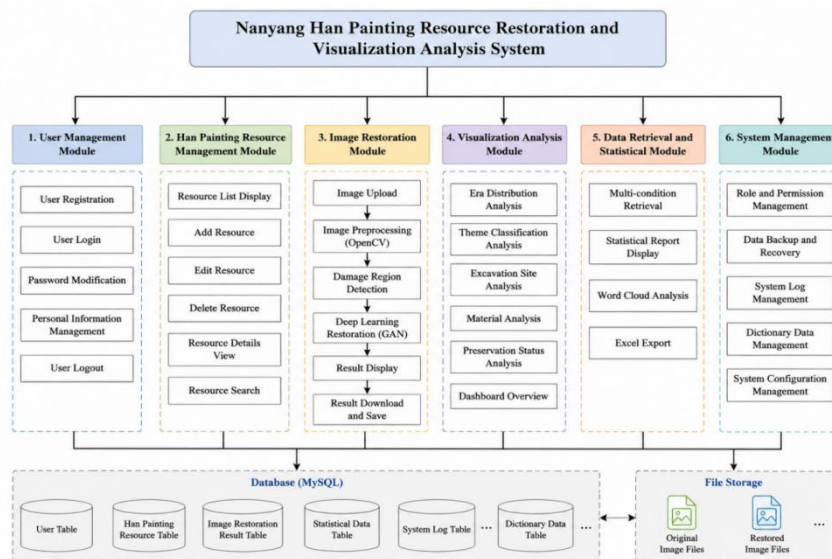 Nanyang Han Painting Resource Restoration and
Visualization Analysis System
1. User Management
Module
User Registration
User Login
Password Modification
Personal Information
Management
User Logout
2. Han Painting Resource
Management Module
Resource List Display
Add Resource
Edit Resource
Delete Resource
Resource Details
View
Resource Search
3. Image Restoration
Module
Image Upload
Image Preprocessing
(OpenCV)
Damage Region
Detection
Deep Learning
Restoration (GAN)
Result Display
Result Download
and Save
4. Visualization Analysis
Module
Era Distribution
Analysis
Theme Classification
Analysis
Excavation Site
Analysis
Material Analysis
Preservation Status
Analysis
Dashboard Overview
5. Data Retrieval and
Statistical Module
Multi-condition
Retrieval
Statistical Report
Display
Word Cloud Analysis
Excel Export
6. System Management
Module
Role and Permission
Management
Data Backup and
Recovery
System Log
Management
Dictionary Data
Management
System Configuration
Management
Database (MySQL)
User Table
Han Painting
Resource Table
Image Restoration
Result Table
Statistical Data
Table
System Log Table
...
Dictionary Data
Table
...
File Storage
Original
Image Files
Restored
Image Files
...